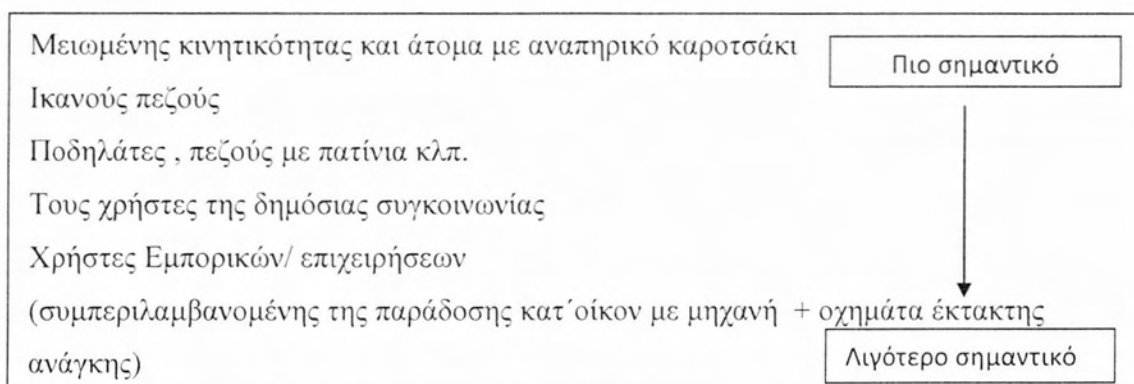 Μειωμένης κινητικότητας και άτομα με αναπηρικό καροτσάκι
Πιο σημαντικό
Ικανούς πεζούς
Ποδηλάτες , πεζούς με πατίνια κλπ.
Τους χρήστες της δημόσιας συγκοινωνίας
Χρήστες Εμπορικών/ επιχειρήσεων
(συμπεριλαμβανομένης της παράδοσης κατ΄οίκον με μηχανή + οχημάτα έκτακτης
ανάγκης)
Λιγότερο σημαντικό